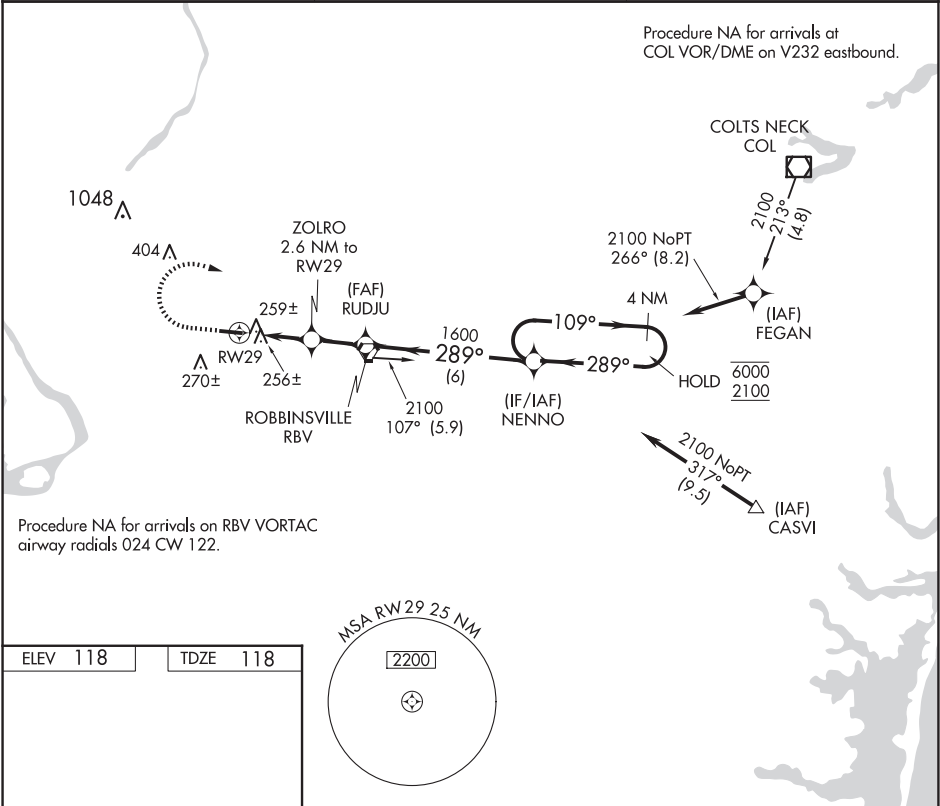 Procedure NA for arrivals at
COL VOR/DME on V232 eastbound.
COLTS NECK
COL
2100
213°
(4.8)
1048
404
ZOLRO
2.6 NM to
RW29
2100 NoPT
266° (8.2)
(FAF)
RUDJU
259±
4 NM
(IAF)
FEGAN
109°
1600
289°
(6)
289°
RW29
270±
256±
HOLD
6000
2100
(IF/IAF)
NENNO
ROBBINSVILLE
RBV
2100
107° (5.9)
2100 NoPT
317°
(9.5)
(IAF)
CASVI
Procedure NA for arrivals on RBV VORTAC
airway radials 024 CW 122.
MSA RW29 25 NM
2200
ELEV 118
TDZE 118